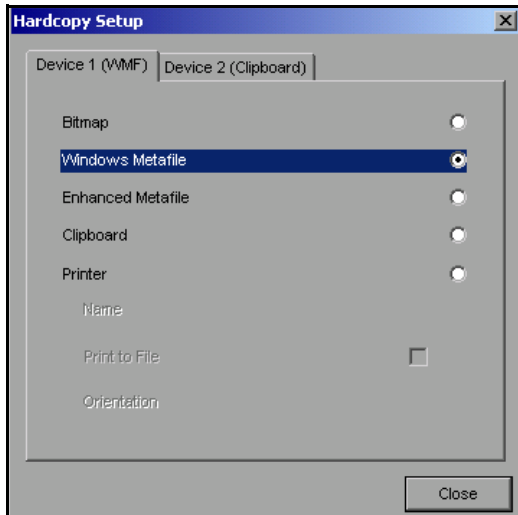 Hardcopy Setup
Device 1 (WMF)
Device 2 (Clipboard)
Bitmap
Windows Metafile
Enhanced Metafile
Clipboard
Printer
Name
Print to File
Orientation
Close